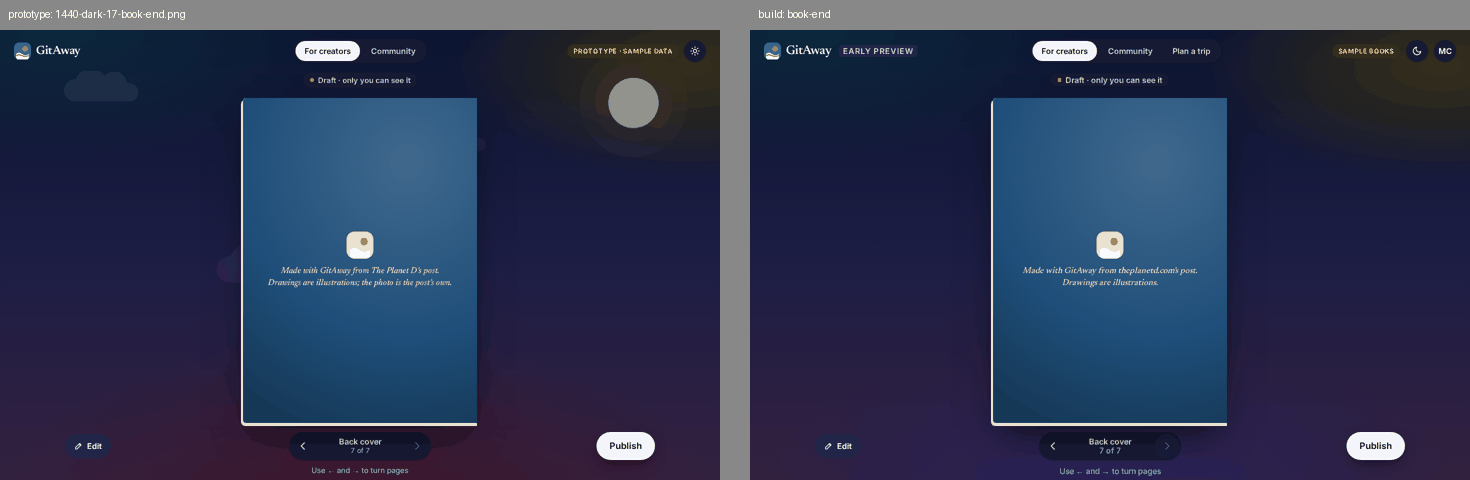 prototype: 1440-dark-17-book-end.png
GitAway
For creators
Community
PROTOTYPE · SAMPLE DATA
Draft · only you can see it
Made with GitAway from The Planet D's post.
Drawings are illustrations; the photo is the post's own.
Edit
Back cover
7 of 7
Publish
Use ← and → to turn pages
build: book-end
GitAway
EARLY PREVIEW
For creators
Community
Plan a trip
SAMPLE BOOKS
MC
Draft · only you can see it
Made with GitAway from theplanetd.com's post.
Drawings are illustrations.
Edit
Back cover
7 of 7
Publish
Use ← and → to turn pages